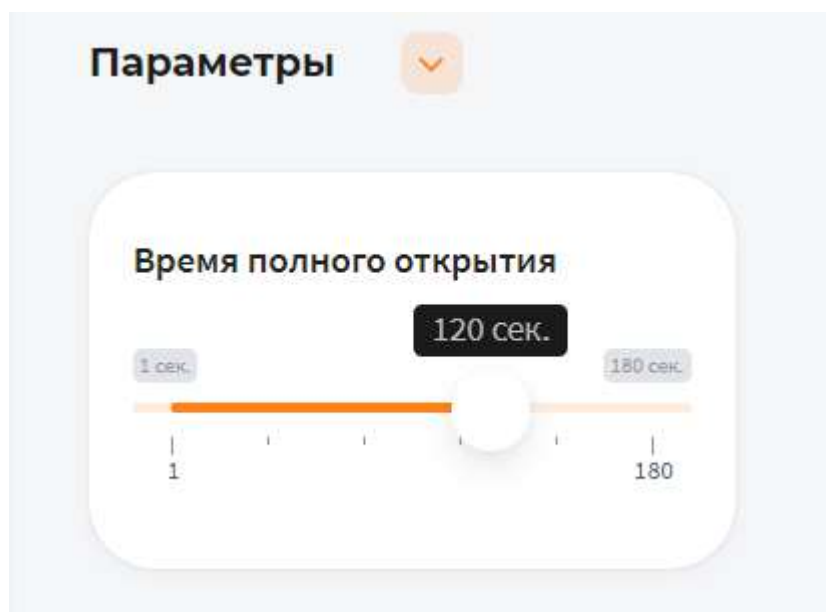 Параметры
Время полного открытия
120 сек.
1 сек.
180 сек.
1
180